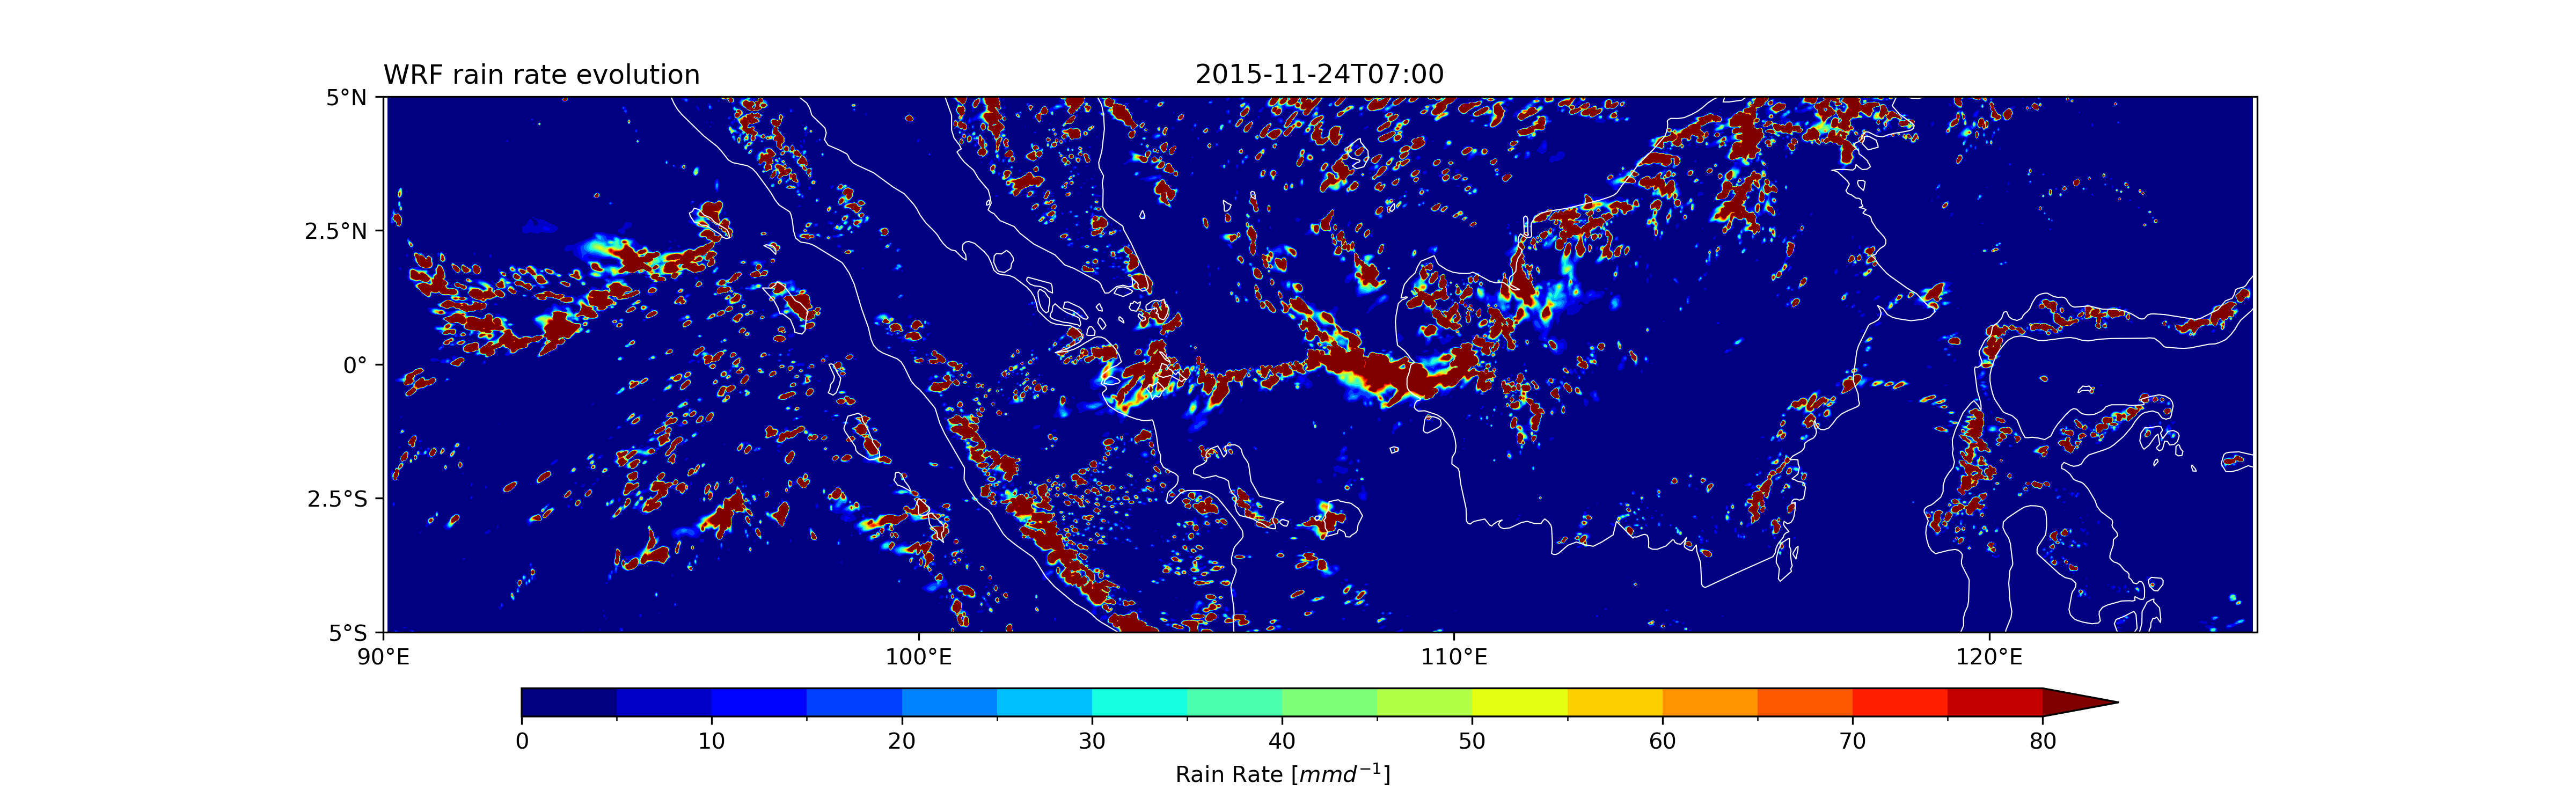 WRF rain rate evolution
2015-11-24T07:00
5°N
2.5°N
0°
2.5°S
5°S
90°E 100°E 110°E 120°E
0 10 20 30 40 50 60 70 80
Rain Rate [mmd⁻¹]